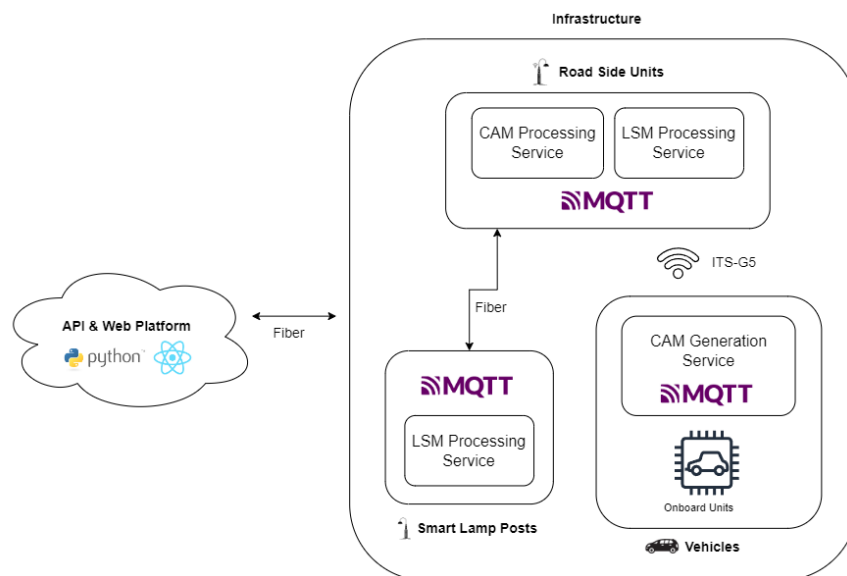 Infrastructure
Road Side Units
CAM Processing
Service
LSM Processing
Service
MQTT
ITS-G5
Fiber
API & Web Platform
python™
Fiber
CAM Generation
Service
MQTT
MQTT
LSM Processing
Service
Onboard Units
Smart Lamp Posts
Vehicles